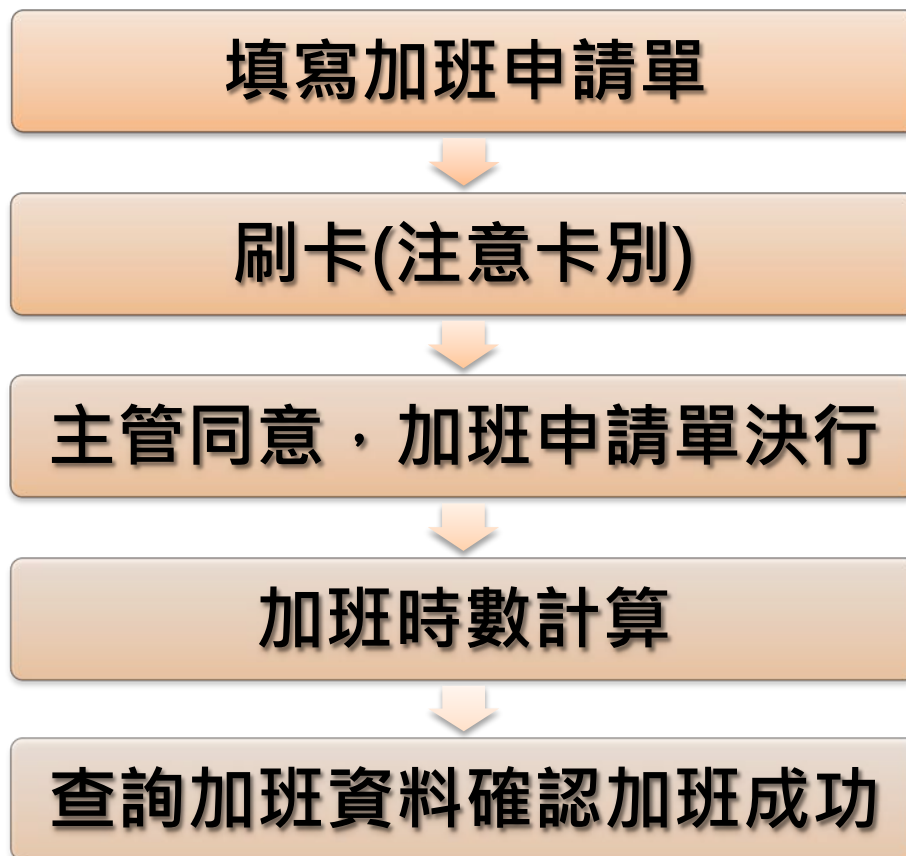 填寫加班申請單
刷卡(注意卡別)
主管同意，加班申請單決行
加班時數計算
查詢加班資料確認加班成功